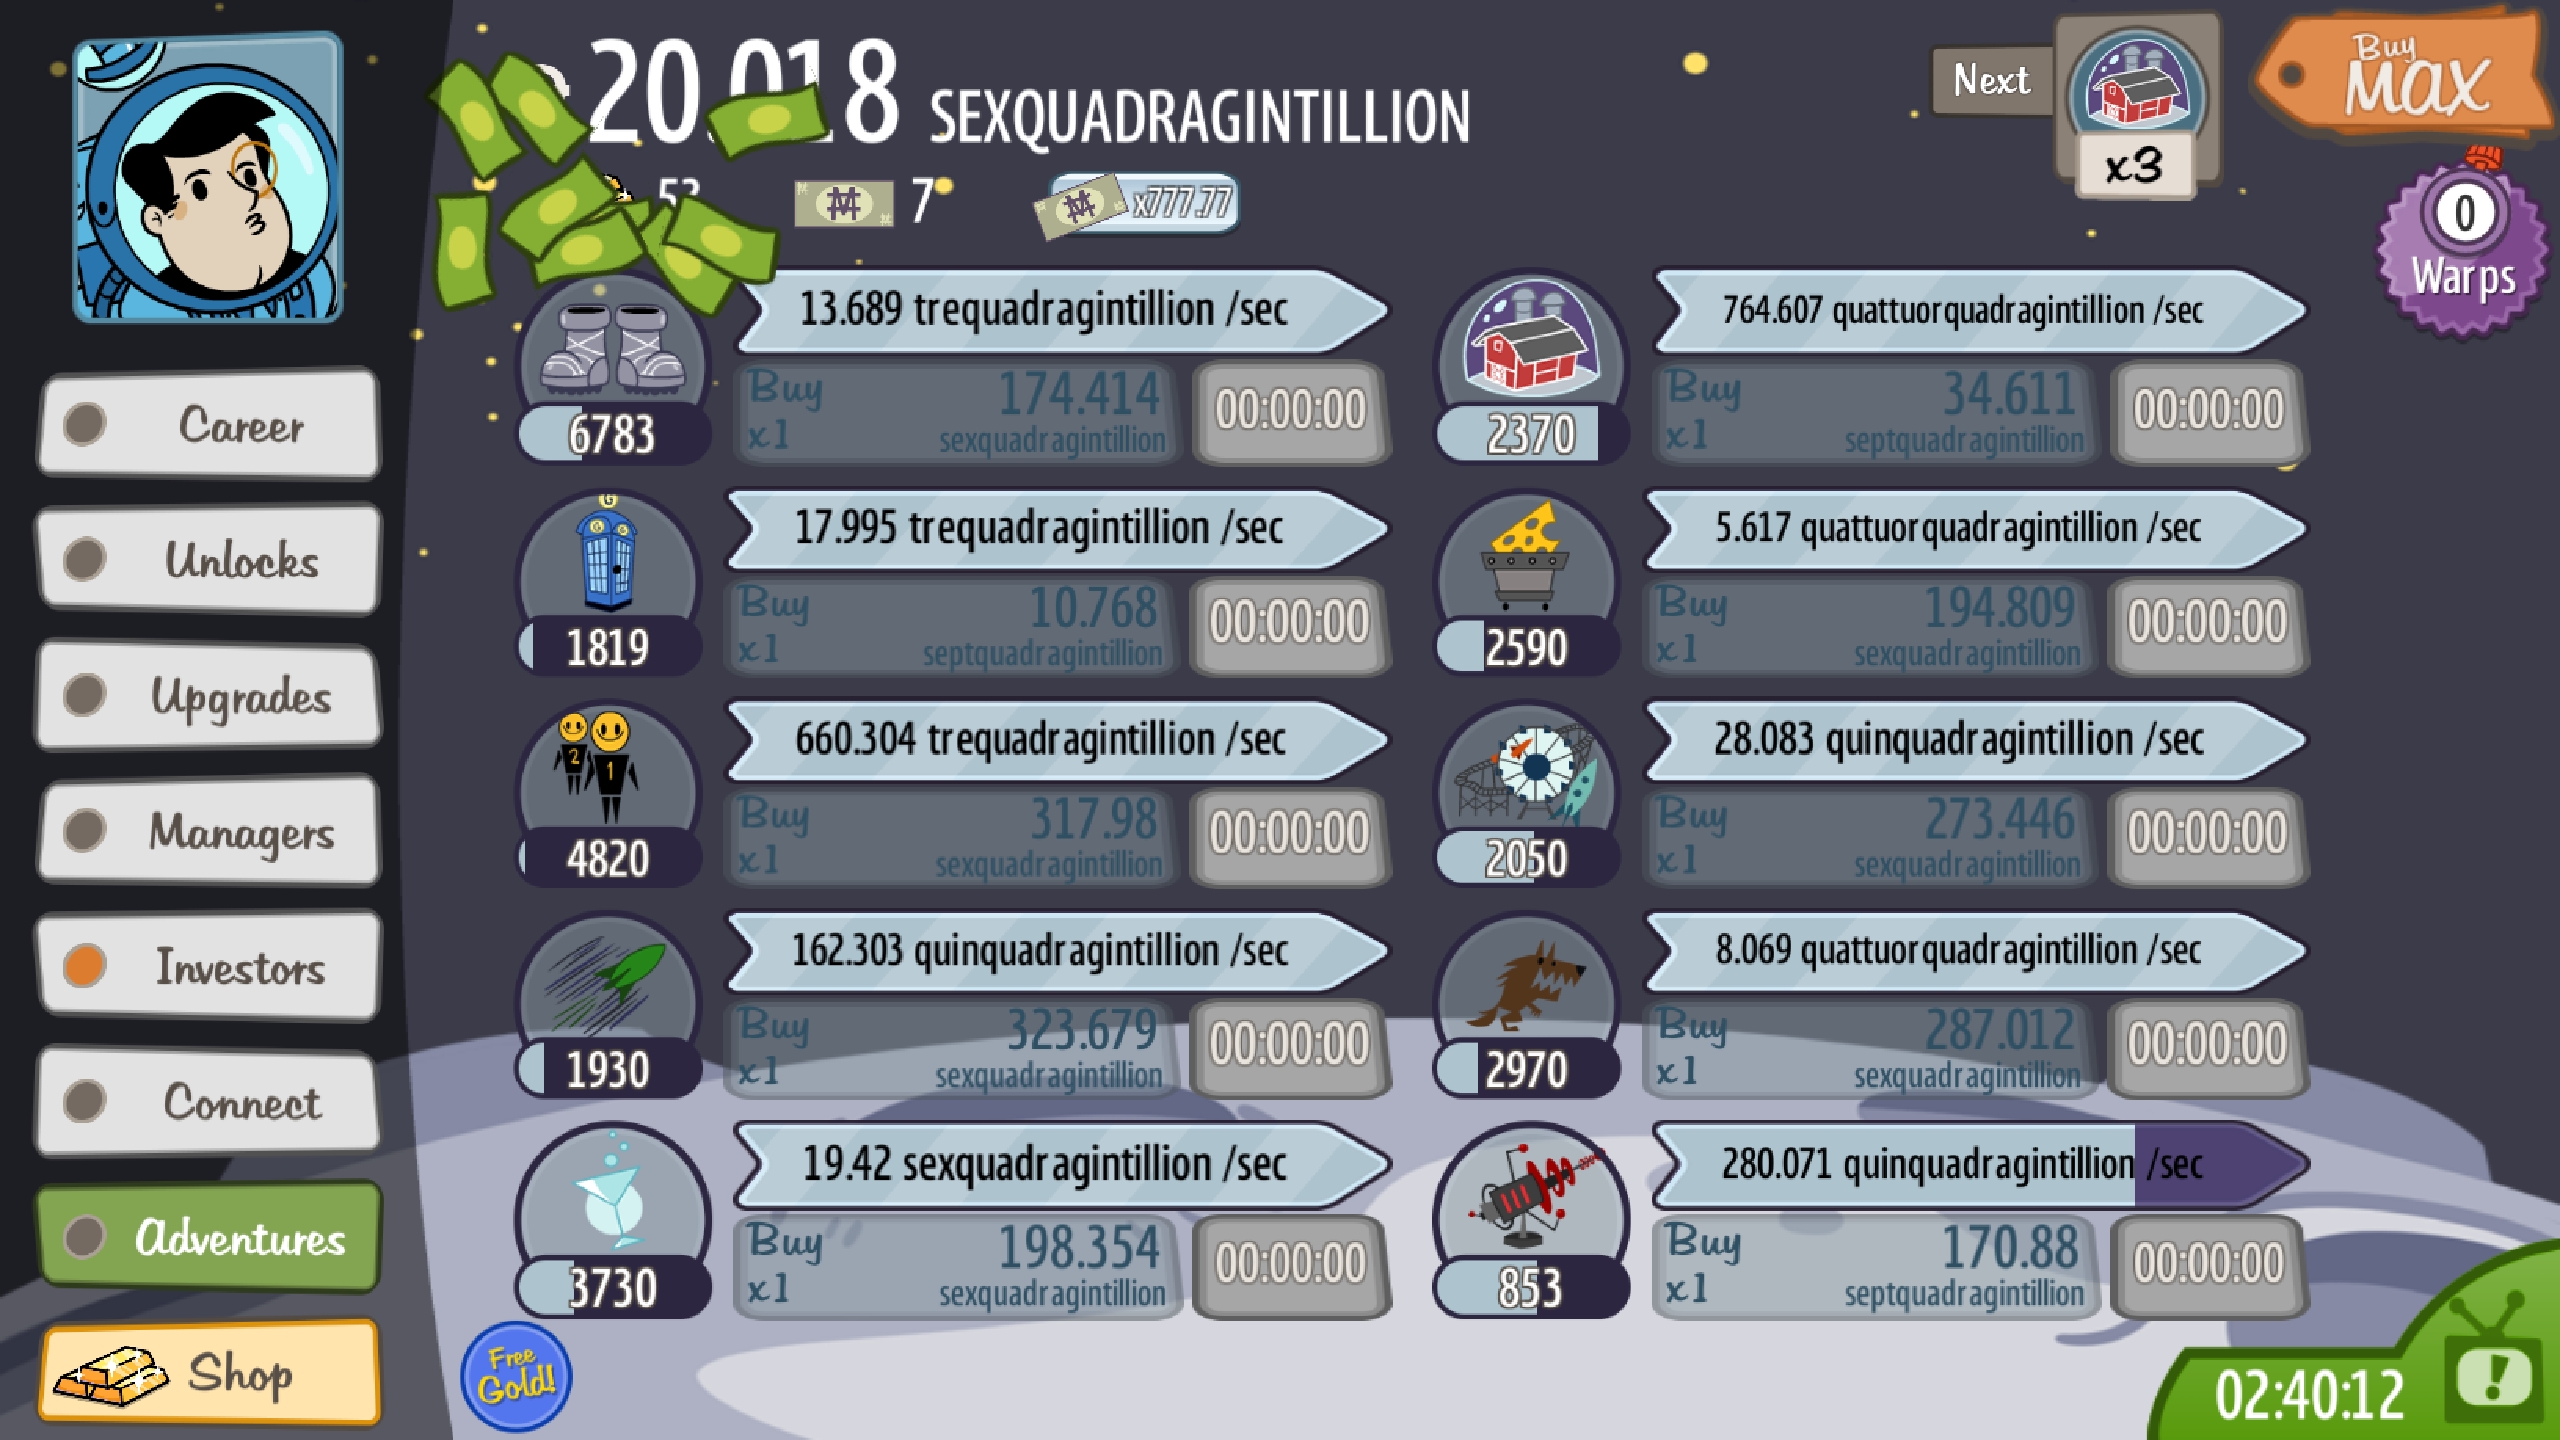 20.018 SEXQUADRAGINTILLION
Next
x3
Buy
MAX
7
x777.77
0
Warps
Career
Unlocks
Upgrades
Managers
Investors
Connect
Adventures
Shop
13.689 trequadragintillion /sec
6783
Buy
x1
174.414
sexquadragintillion
00:00:00
764.607 quattuorquadragintillion /sec
2370
Buy
x1
34.611
septquadragintillion
00:00:00
G
17.995 trequadragintillion /sec
1819
Buy
x1
10.768
septquadragintillion
00:00:00
5.617 quattuorquadragintillion /sec
2590
Buy
x1
194.809
sexquadragintillion
00:00:00
2
1
660.304 trequadragintillion /sec
4820
Buy
x1
317.98
sexquadragintillion
00:00:00
28.083 quinquadragintillion /sec
2050
Buy
x1
273.446
sexquadragintillion
00:00:00
162.303 quinquadragintillion /sec
1930
Buy
x1
323.679
sexquadragintillion
00:00:00
8.069 quattuorquadragintillion /sec
2970
Buy
x1
287.012
sexquadragintillion
00:00:00
19.42 sexquadragintillion /sec
3730
Buy
x1
198.354
sexquadragintillion
00:00:00
280.071 quinquadragintillion /sec
853
Buy
x1
170.88
septquadragintillion
00:00:00
Free
Gold!
02:40:12
!